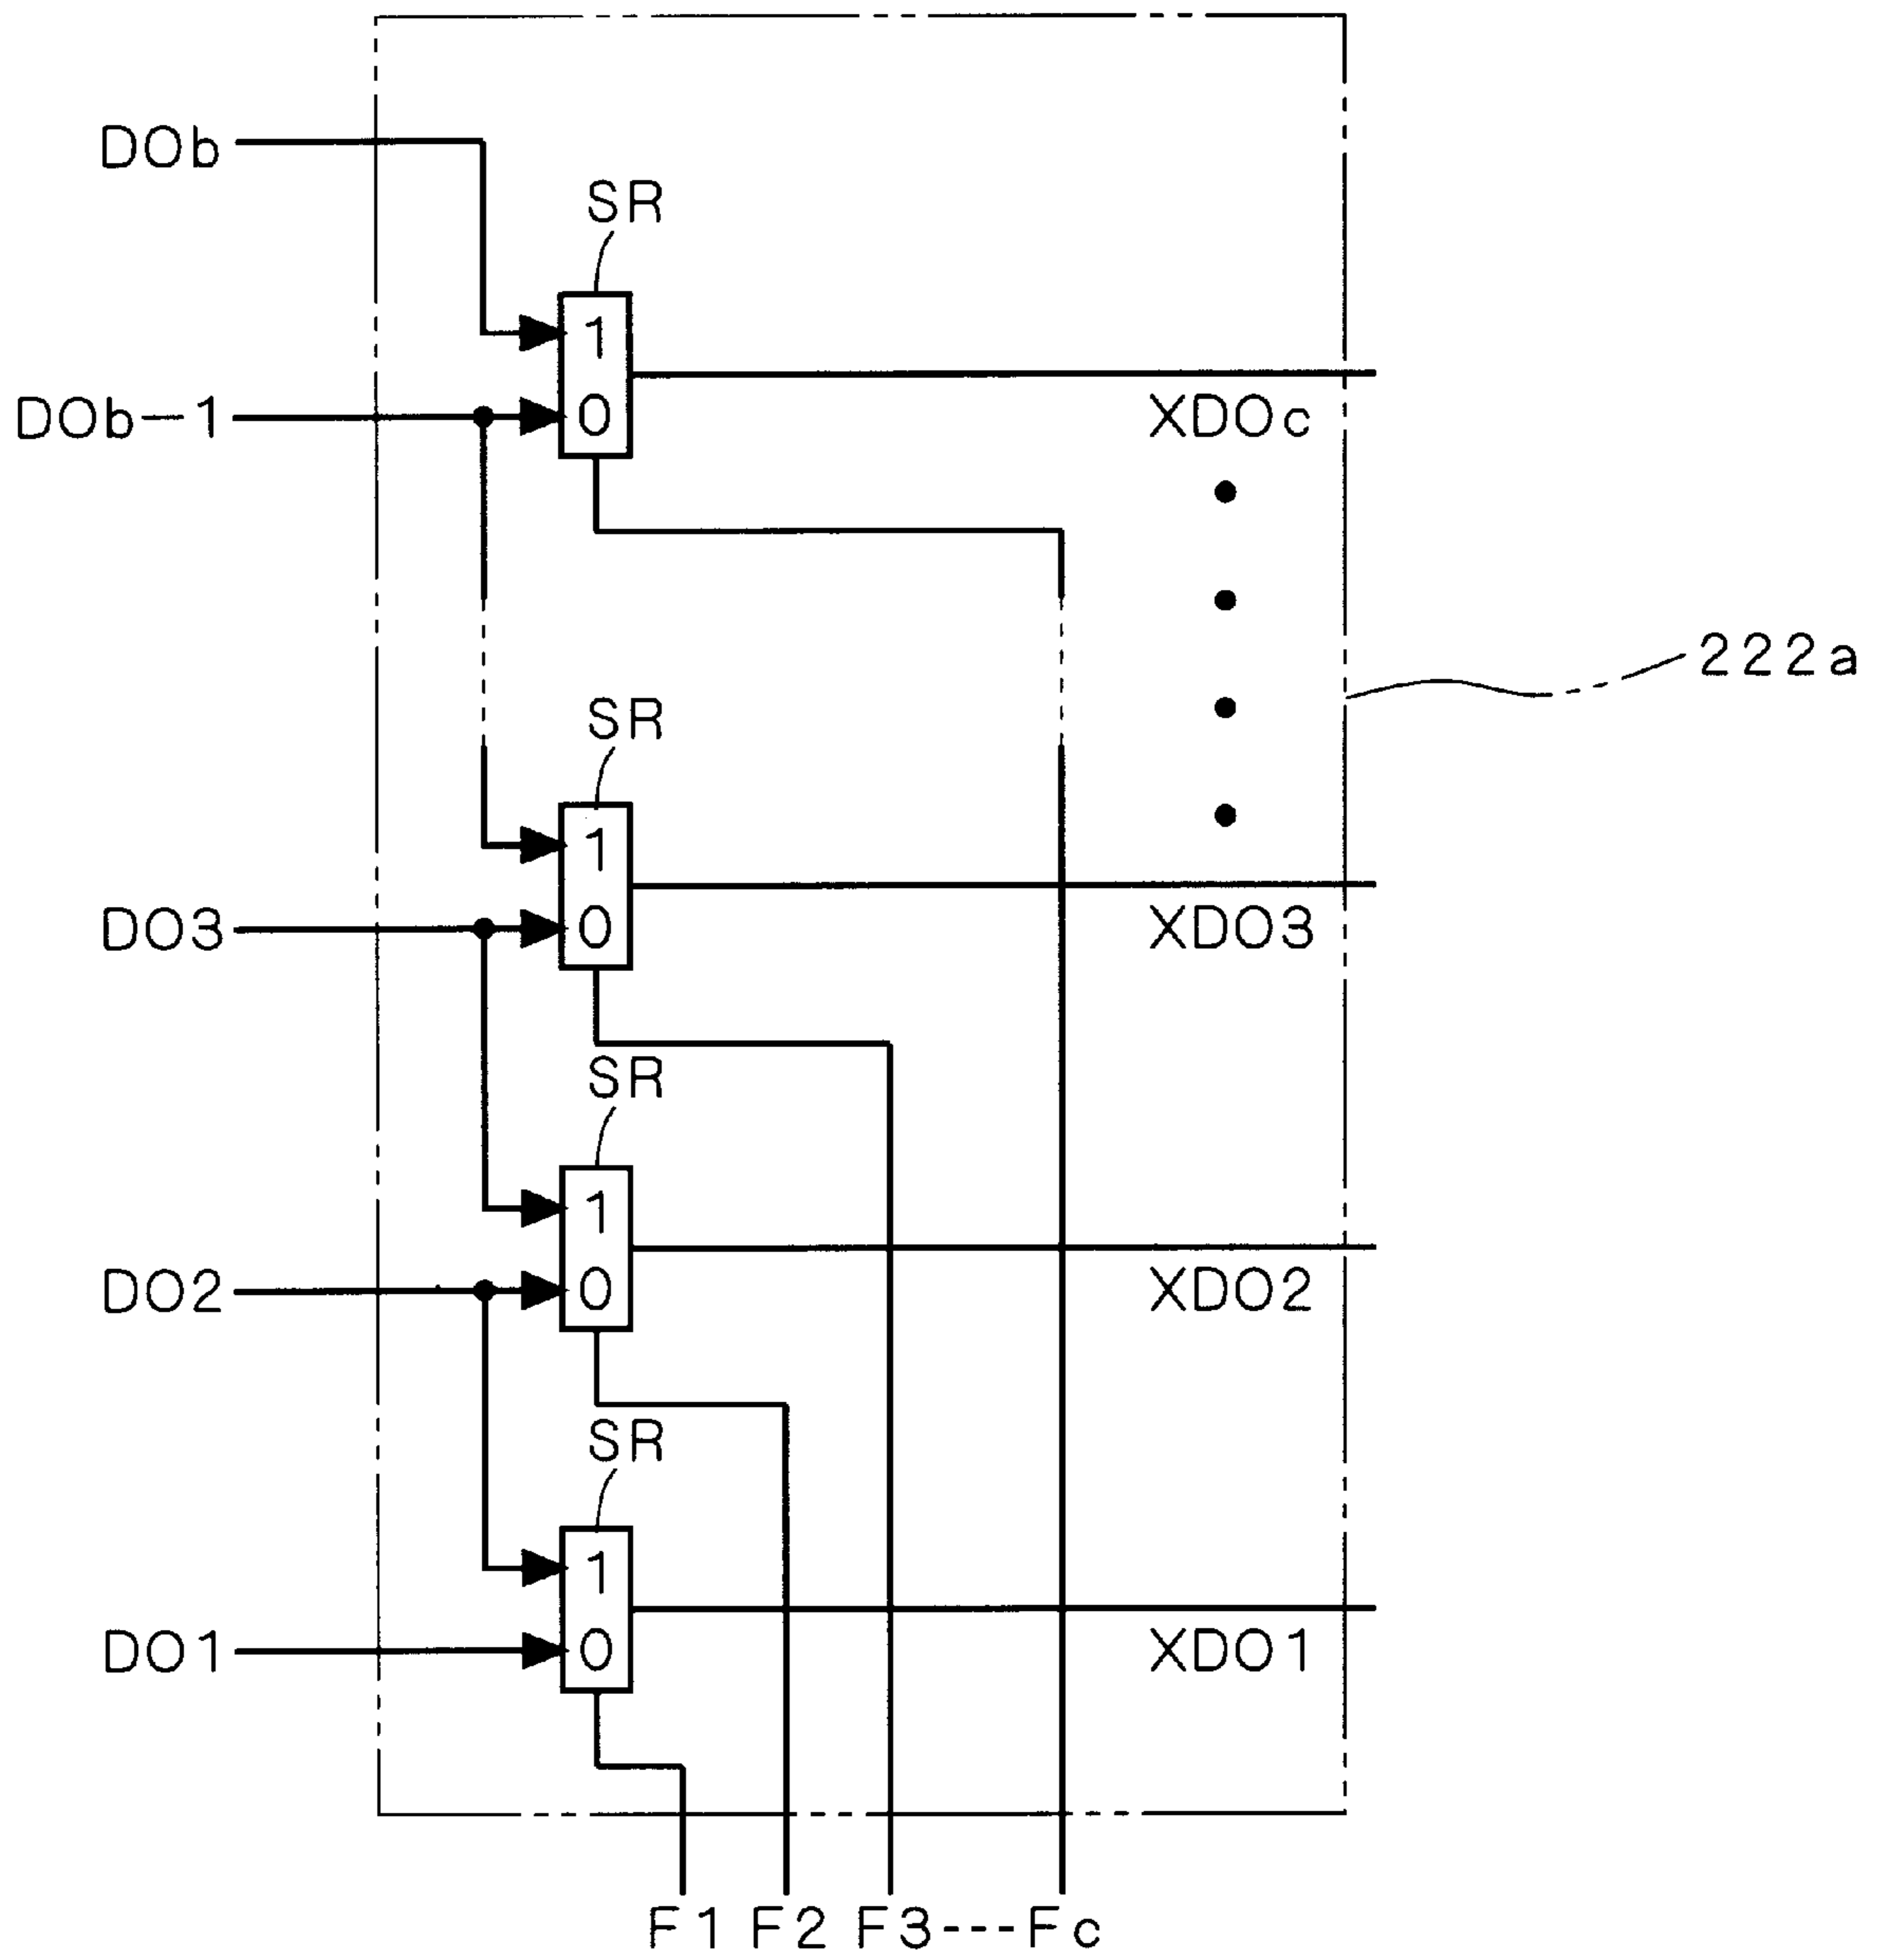 DOb
SR
1
DOb-1
0
XDOc
222a
SR
1
DO3
0
XDO3
SR
1
DO2
0
XDO2
SR
1
DO1
0
XDO1
F1 F2 F3---Fc